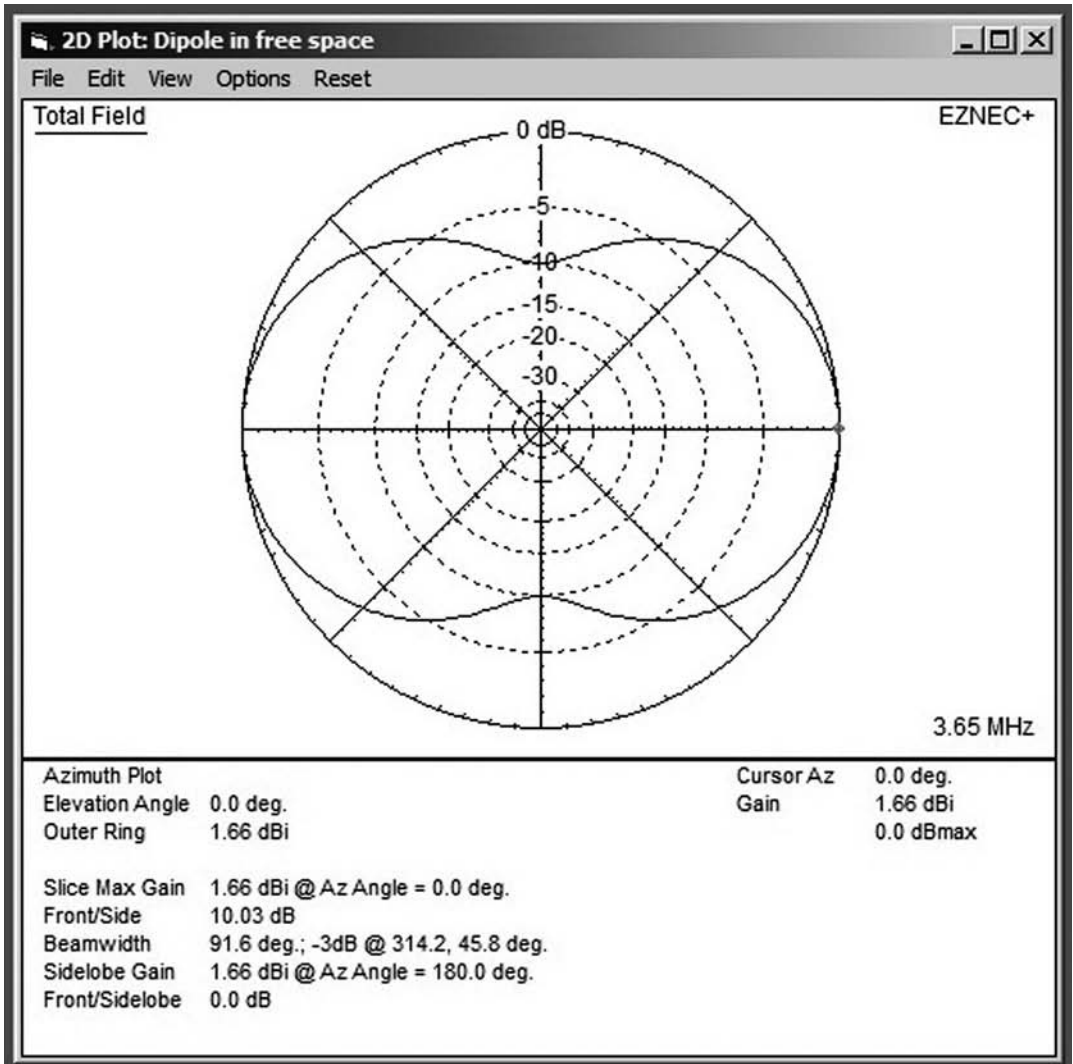 2D Plot: Dipole in free space
File Edit View Options Reset
Total Field
EZNEC+
0 dB
-5
-10
-15
-20
-30
3.65 MHz
Azimuth Plot
Elevation Angle 0.0 deg.
Outer Ring 1.66 dBi
Cursor Az 0.0 deg.
Gain 1.66 dBi
0.0 dBmax
Slice Max Gain 1.66 dBi @ Az Angle = 0.0 deg.
Front/Side 10.03 dB
Beamwidth 91.6 deg.; -3dB @ 314.2, 45.8 deg.
Sidelobe Gain 1.66 dBi @ Az Angle = 180.0 deg.
Front/Sidelobe 0.0 dB